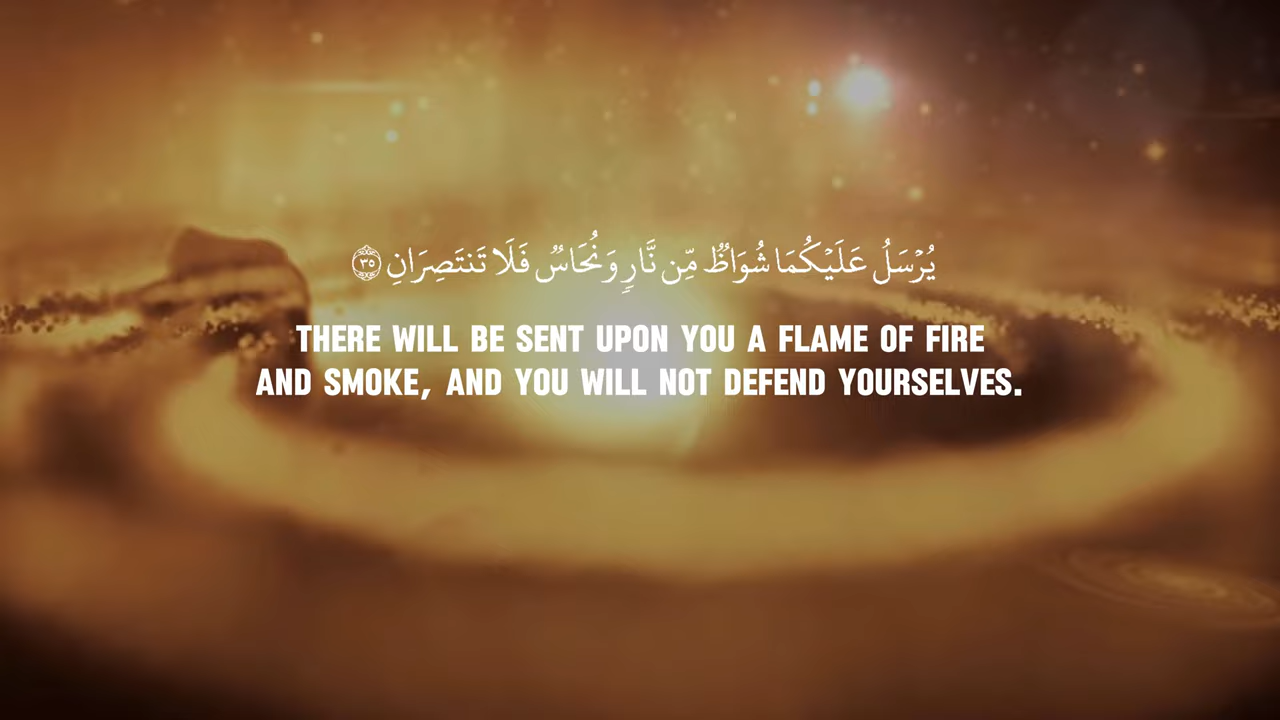 يُرْسَلُ عَلَيْكُمَا شُوَاظٌ مِّن نَّارٍ وَنُحَاسٌ فَلَا تَنتَصِرَانِ ٣٥
THERE WILL BE SENT UPON YOU A FLAME OF FIRE
AND SMOKE, AND YOU WILL NOT DEFEND YOURSELVES.